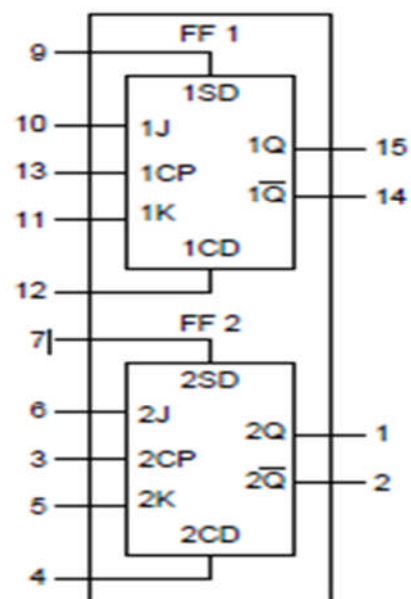 FF 1
9
1SD
10
1J
1Q
15
13
1CP
1Q̅
14
11
1K
1CD
12
FF 2
7
2SD
6
2J
2Q
1
3
2CP
2Q̅
2
5
2K
2CD
4